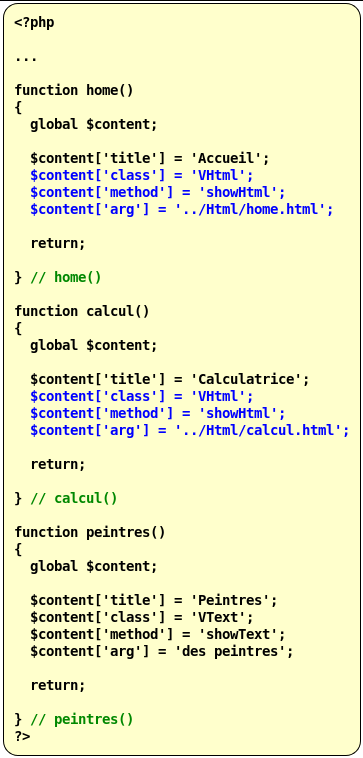 <?php
...
function home()
{
global $content;
$content['title'] = 'Accueil';
$content['class'] = 'VHtml';
$content['method'] = 'showHtml';
$content['arg'] = '../Html/home.html';
return;
} // home()
function calcul()
{
global $content;
$content['title'] = 'Calculatrice';
$content['class'] = 'VHtml';
$content['method'] = 'showHtml';
$content['arg'] = '../Html/calcul.html';
return;
} // calcul()
function peintres()
{
global $content;
$content['title'] = 'Peintres';
$content['class'] = 'VText';
$content['method'] = 'showText';
$content['arg'] = 'des peintres';
return;
} // peintres()
?>